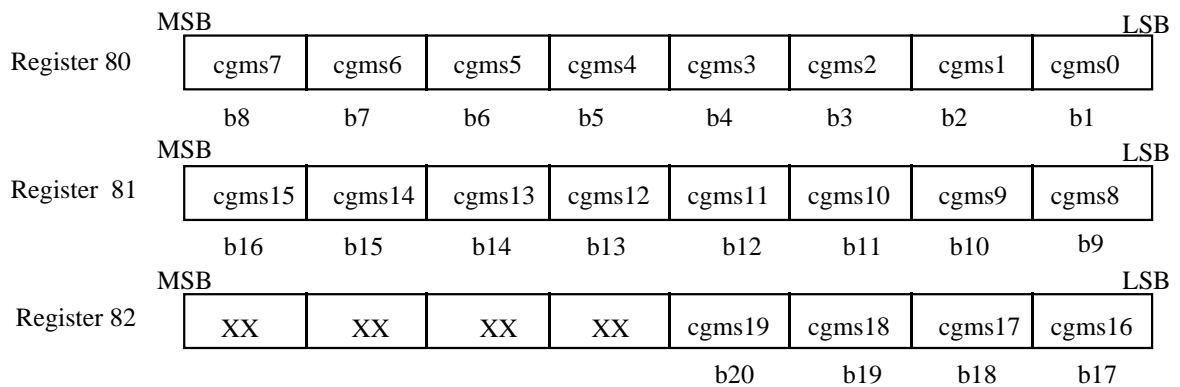 MSB LSB
Register 80 cgms7 cgms6 cgms5 cgms4 cgms3 cgms2 cgms1 cgms0
b8 b7 b6 b5 b4 b3 b2 b1
MSB LSB
Register 81 cgms15 cgms14 cgms13 cgms12 cgms11 cgms10 cgms9 cgms8
b16 b15 b14 b13 b12 b11 b10 b9
MSB LSB
Register 82 XX XX XX XX cgms19 cgms18 cgms17 cgms16
b20 b19 b18 b17